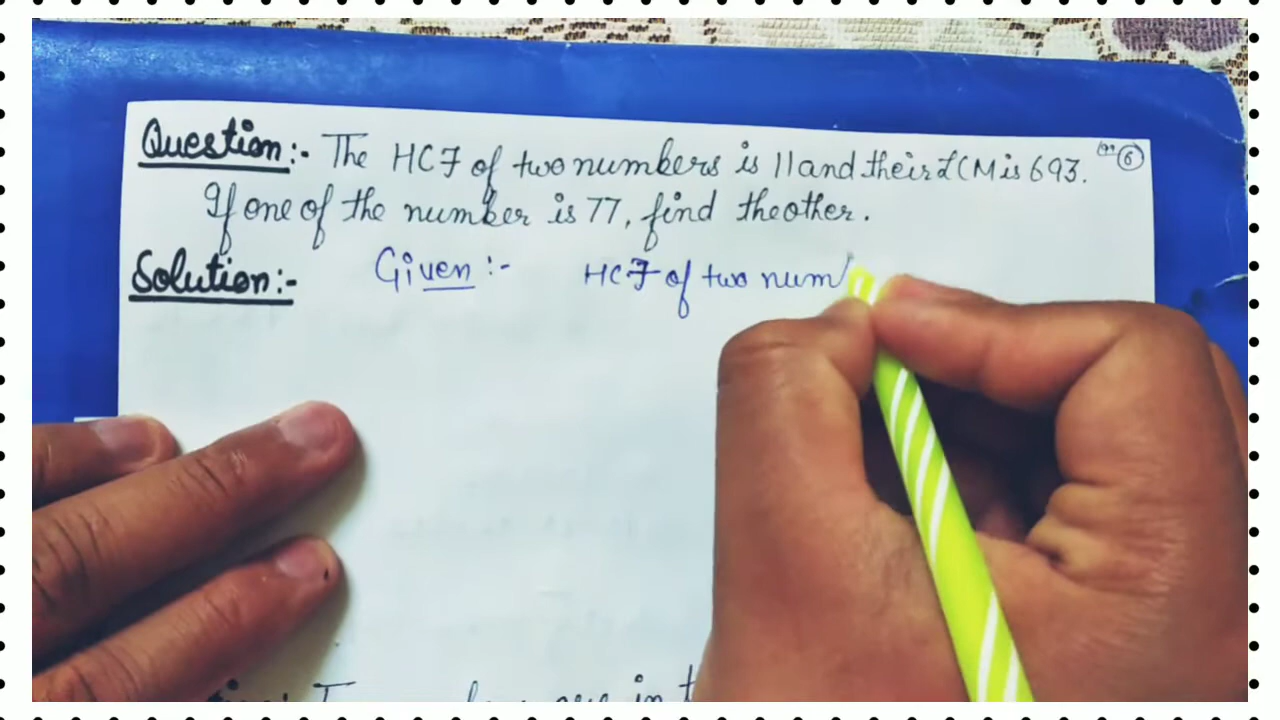 Question:- The HCF of two numbers is 11 and their LCM is 693.
If one of the number is 77, find the other.
Solution:- Given :- HCF of two num